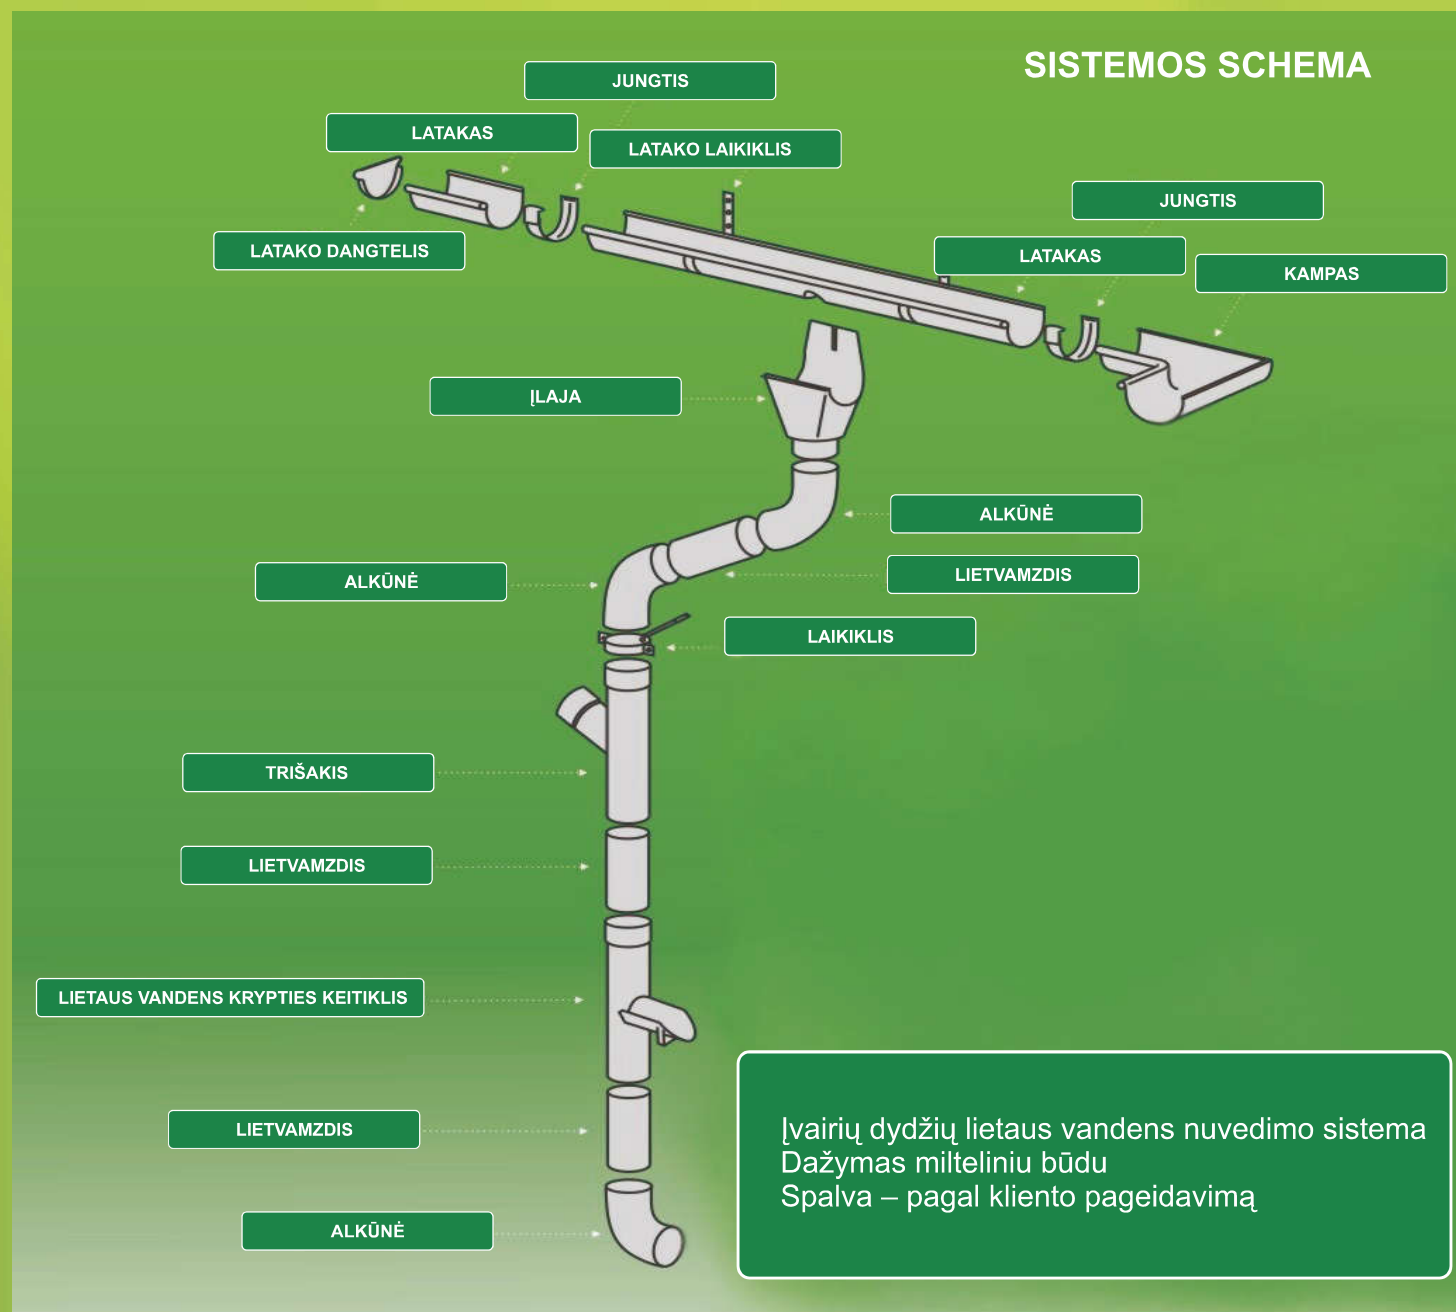 SISTEMOS SCHEMA
JUNGTIS
LATAKAS
LATAKO LAIKIKLIS
JUNGTIS
LATAKO DANGTELIS
LATAKAS
KAMPAS
ĮLAJA
ALKŪNĖ
LIETVAMZDIS
ALKŪNĖ
LAIKIKLIS
TRIŠAKIS
LIETVAMZDIS
LIETAUS VANDENS KRYPTIES KEITIKLIS
LIETVAMZDIS
ALKŪNĖ
Įvairių dydžių lietaus vandens nuvedimo sistema
Dažymas milteliniu būdu
Spalva – pagal kliento pageidavimą